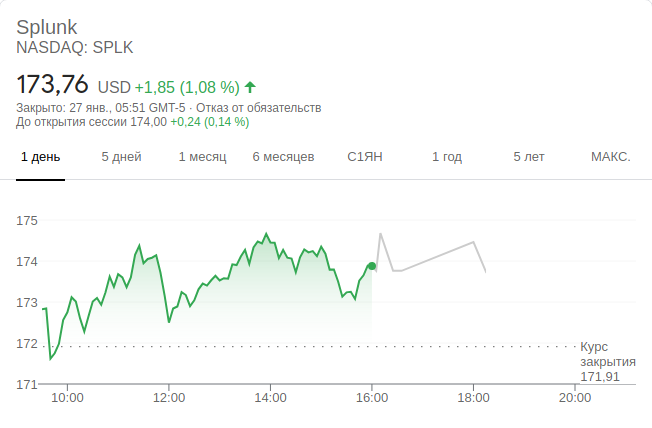 Splunk
NASDAQ: SPLK
173,76 USD +1,85 (1,08 %)
Закрыто: 27 янв., 05:51 GMT-5 · Отказ от обязательств
До открытия сессии 174,00 +0,24 (0,14 %)
1 день 5 дней 1 месяц 6 месяцев С1ЯН 1 год 5 лет МАКС.
175
174
173
172
171
Курс
закрытия
171,91
10:00 12:00 14:00 16:00 18:00 20:00